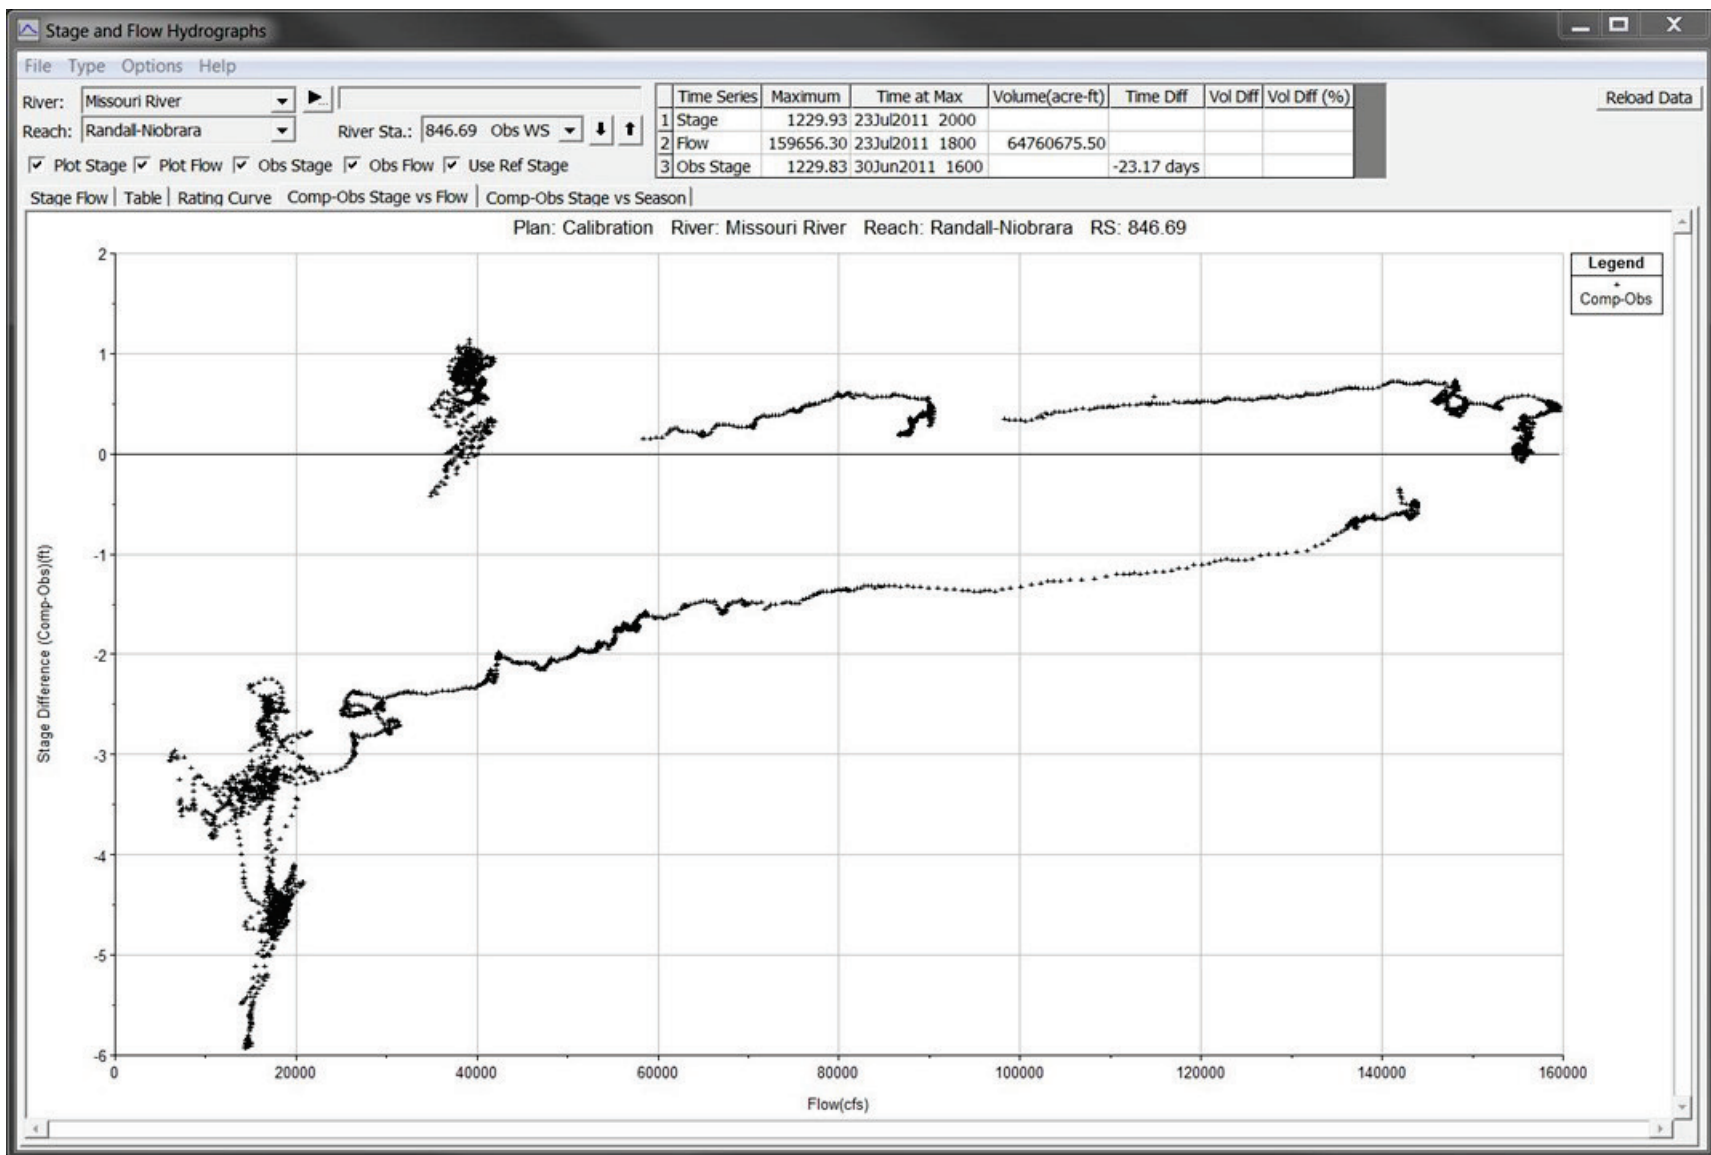 Stage and Flow Hydrographs
File Type Options Help
River: Missouri River
Reach: Randall-Niobrara River Sta.: 846.69 Obs WS
Plot Stage Plot Flow Obs Stage Obs Flow Use Ref Stage
Time Series Maximum Time at Max Volume(acre-ft) Time Diff Vol Diff Vol Diff (%)
1 Stage 1229.93 23Jul2011 2000
2 Flow 159656.30 23Jul2011 1800 64760675.50
3 Obs Stage 1229.83 30Jun2011 1600 -23.17 days
Reload Data
Stage Flow Table Rating Curve Comp-Obs Stage vs Flow Comp-Obs Stage vs Season
Plan: Calibration River: Missouri River Reach: Randall-Niobrara RS: 846.69
Legend
Comp-Obs
Stage Difference (Comp-Obs)(ft)
2
1
0
-1
-2
-3
-4
-5
-6
0 20000 40000 60000 80000 100000 120000 140000 160000
Flow(cfs)